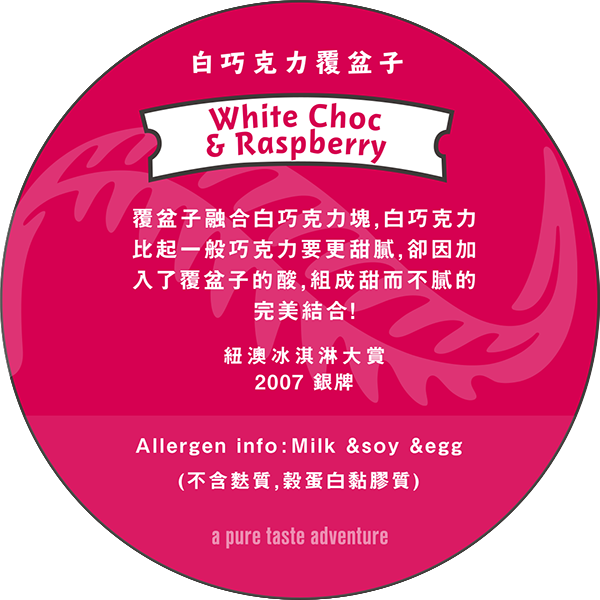 白巧克力覆盆子
White Choc
& Raspberry
覆盆子融合白巧克力塊,白巧克力
比起一般巧克力要更甜膩,卻因加
入了覆盆子的酸,組成甜而不膩的
完美結合!
紐澳冰淇淋大賞
2007 銀牌
Allergen info:Milk &soy &egg
(不含麩質,榖蛋白黏膠質)
a pure taste adventure